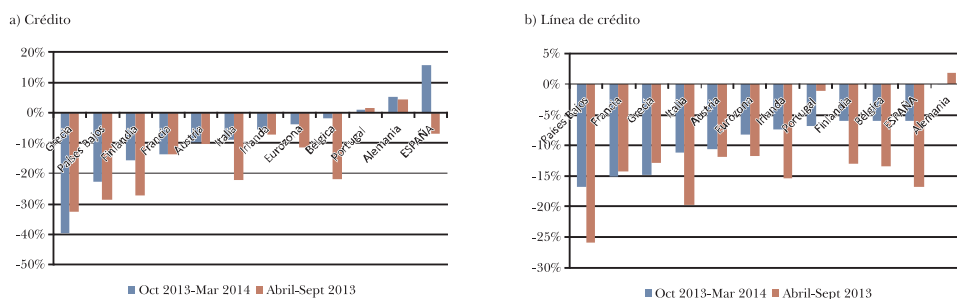 a) Crédito
20%
10%
0%
-10%
-20%
-30%
-40%
-50%
Grecia
Países Bajos
Finlandia
Francia
Austria
Italia
Irlanda
Eurozona
Bélgica
Portugal
Alemania
ESPAÑA
Oct 2013-Mar 2014
Abril-Sept 2013
b) Línea de crédito
5%
0%
-5%
-10%
-15%
-20%
-25%
-30%
Países Bajos
Francia
Grecia
Italia
Austria
Eurozona
Irlanda
Portugal
Finlandia
Bélgica
ESPAÑA
Alemania
Oct 2013-Mar 2014
Abril-Sept 2013